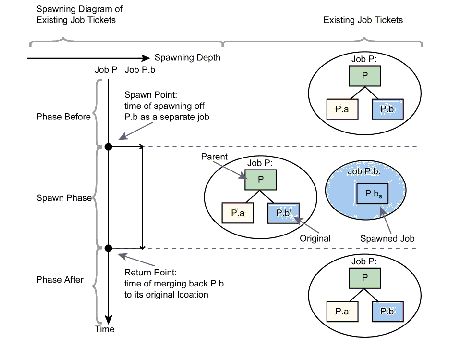 Spawning Diagram of
Existing Job Tickets
Existing Job Tickets
Spawning Depth
Job P
Job P.b
Job P:
P
P.a
P.b
Phase Before
Spawn Point:
time of spawning off
P.b as a separate job
Parent
Job P:
P
P.a
P.b'
Original
Job P.b:
P.bs
Spawned Job
Spawn Phase
Return Point:
time of merging back P.b
to its original location
Phase After
Job P:
P
P.a
P.b'
Time